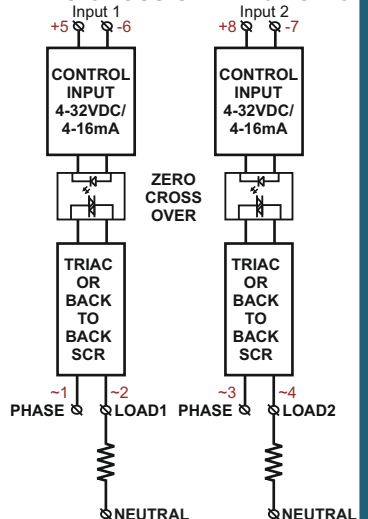 Input 1
+5 -6
CONTROL
INPUT
4-32VDC/
4-16mA
ZERO
CROSS
OVER
TRIAC
OR
BACK
TO
BACK
SCR
~1 ~2
PHASE LOAD1
NEUTRAL
Input 2
+8 -7
CONTROL
INPUT
4-32VDC/
4-16mA
TRIAC
OR
BACK
TO
BACK
SCR
~3 ~4
PHASE LOAD2
NEUTRAL